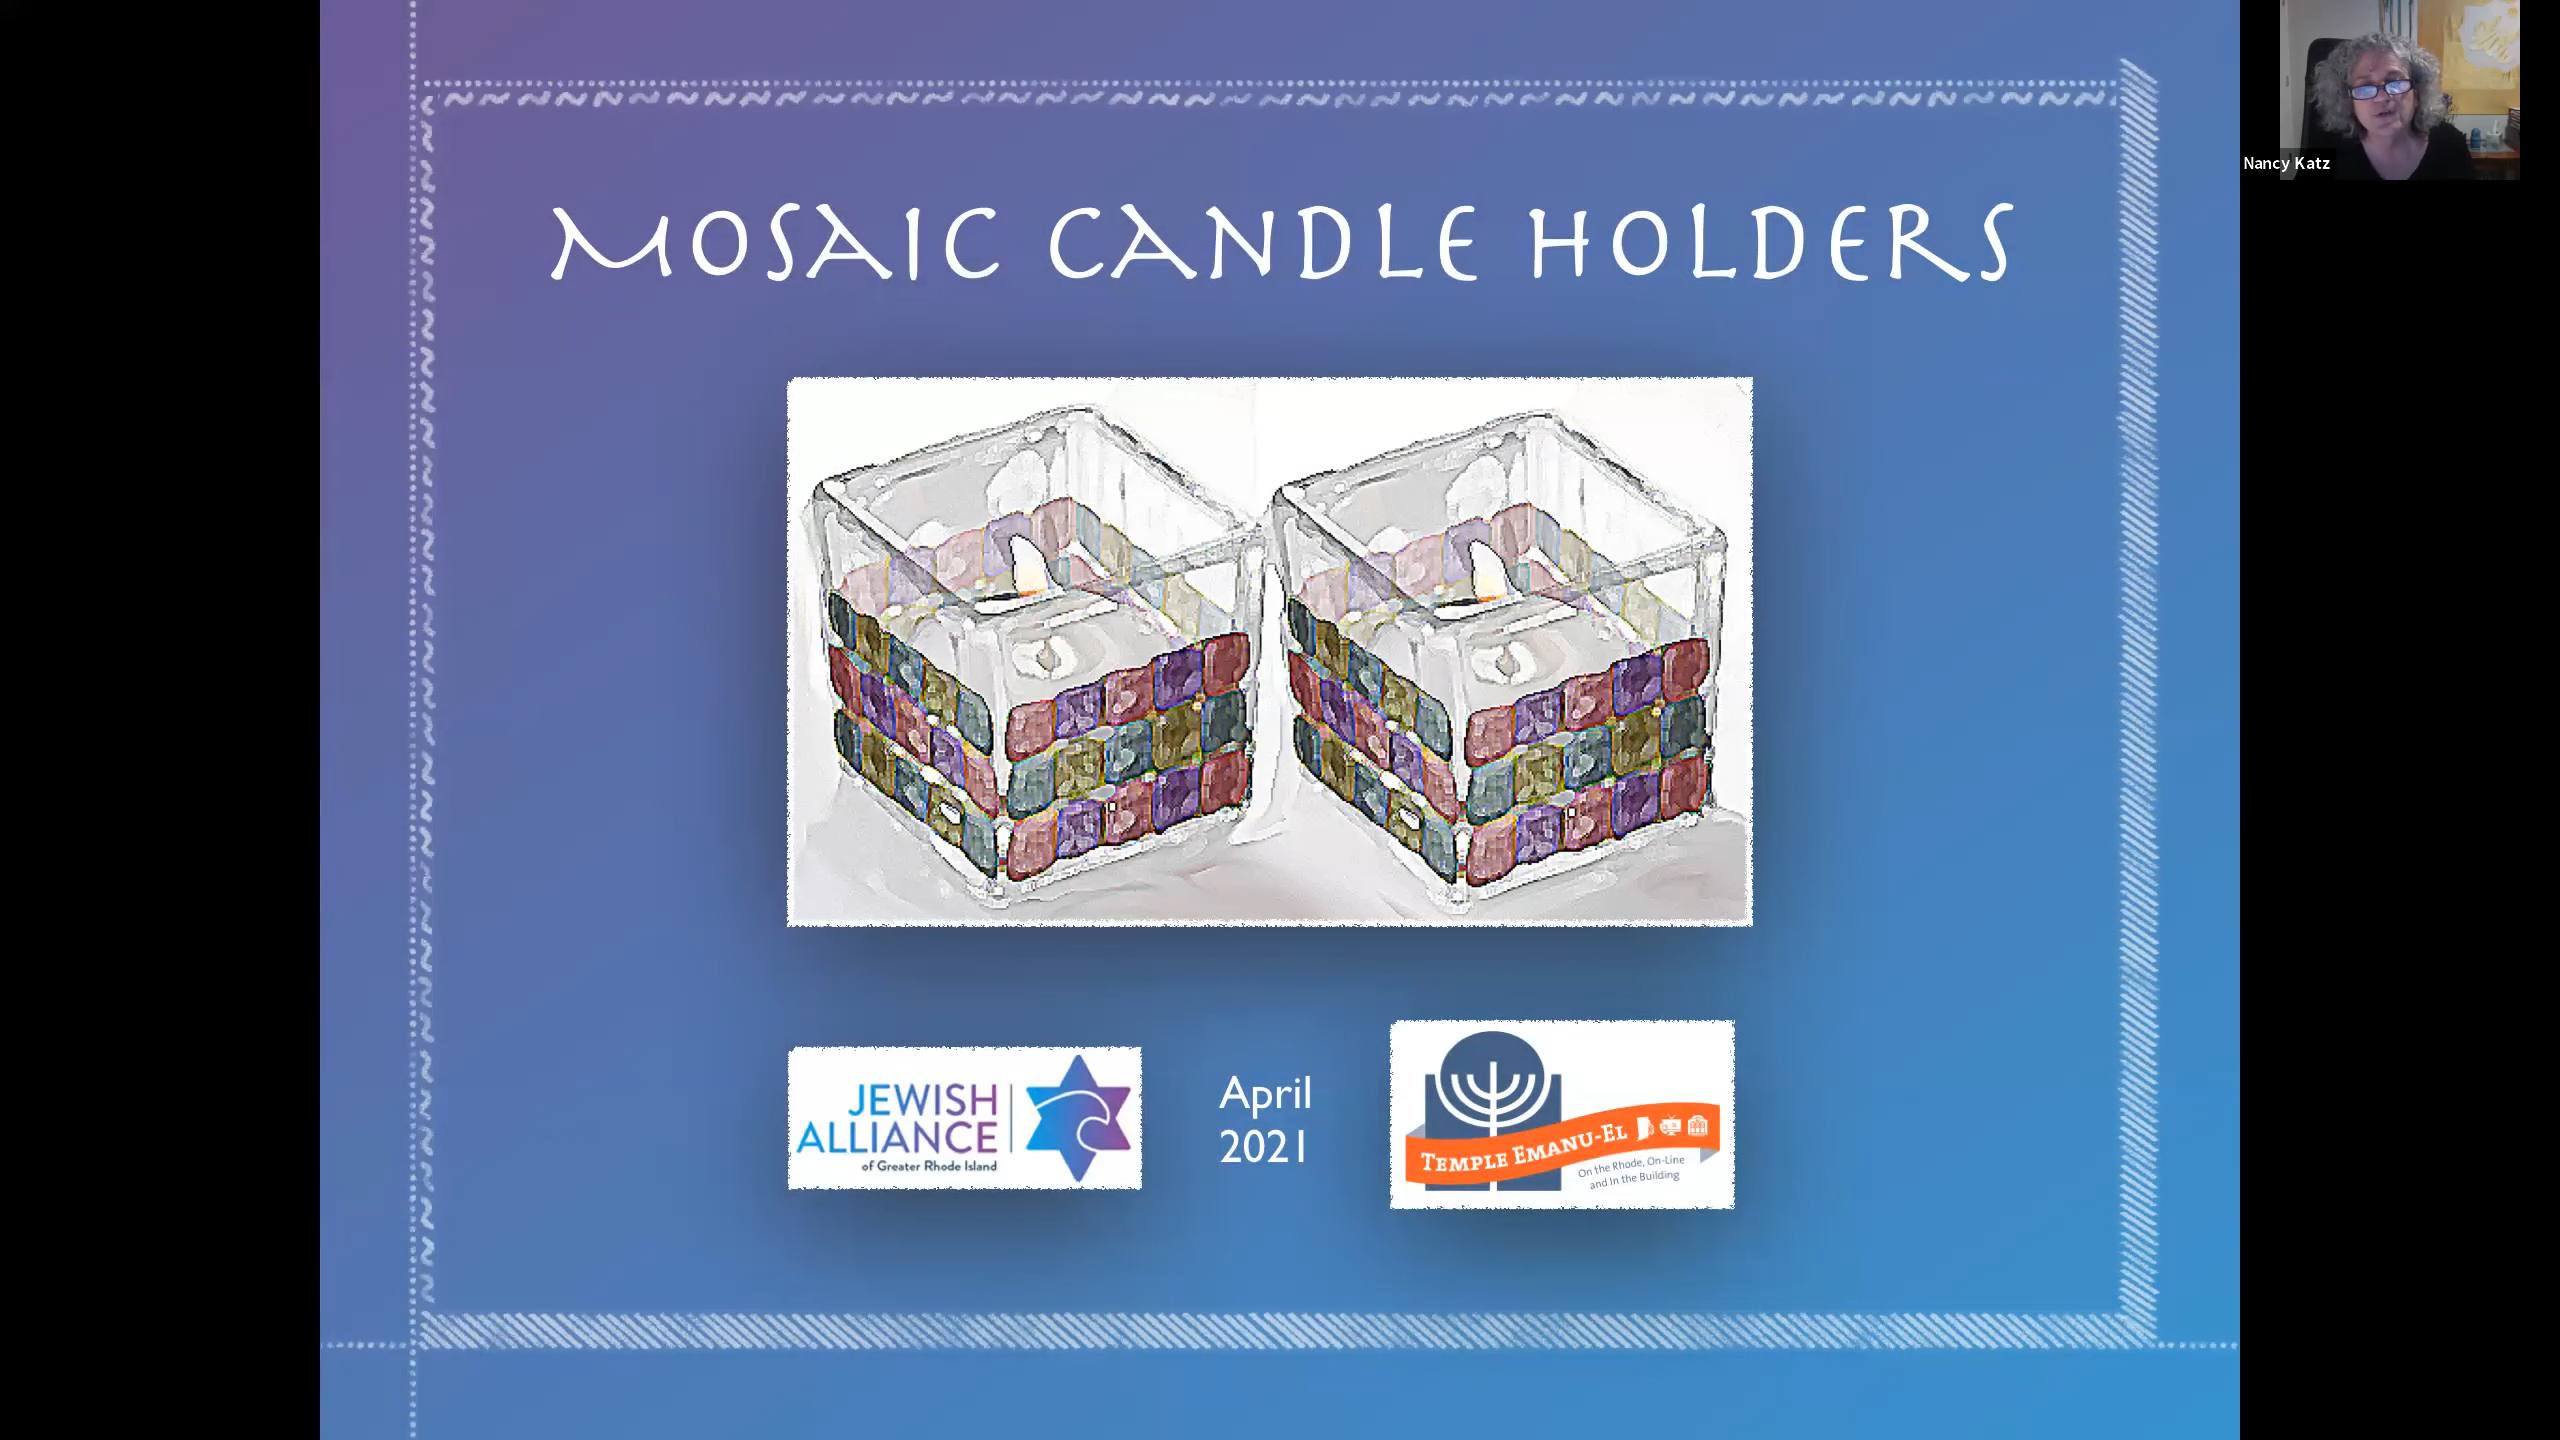 MOSAIC CANDLE HOLDERS
Nancy Katz
JEWISH
ALLIANCE
of Greater Rhode Island
April
2021
TEMPLE EMANU-EL
On the Rhode, On-Line
and In the Building